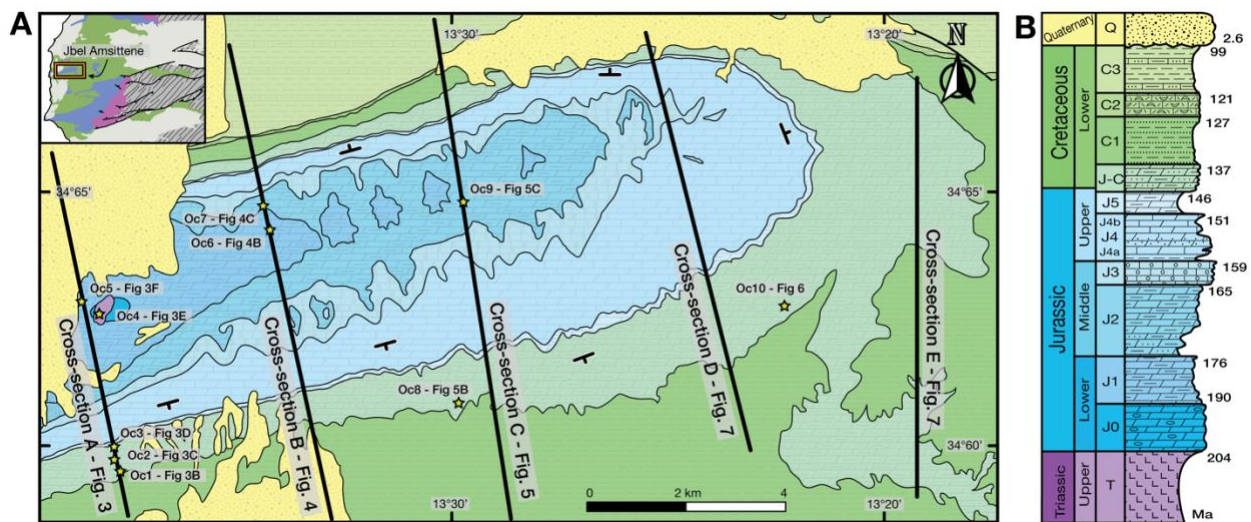 A
Jbel Amsittene
13°30'
13°20'
N
34°65'
34°65'
Oc9 - Fig 5C
Oc7 - Fig 4C
Oc6 - Fig 4B
Oc5 - Fig 3F
Oc4 - Fig 3E
Oc10 - Fig 6
Oc8 - Fig 5B
Oc3 - Fig 3D
Oc2 - Fig 3C
Oc1 - Fig 3B
34°60'
13°30'
13°20'
0 2 km 4
Cross-section A - Fig. 3
Cross-section B - Fig. 4
Cross-section C - Fig. 5
Cross-section D - Fig. 7
Cross-section E - Fig. 7
B
Quaternary
Q
2.6
99
Cretaceous
Lower
C3
121
C2
127
C1
137
J-C
146
Jurassic
Upper
J5
151
J4b
J4
J4a
159
Middle
J3
165
J2
176
Lower
J1
190
J0
204
Triassic
Upper
T
Ma